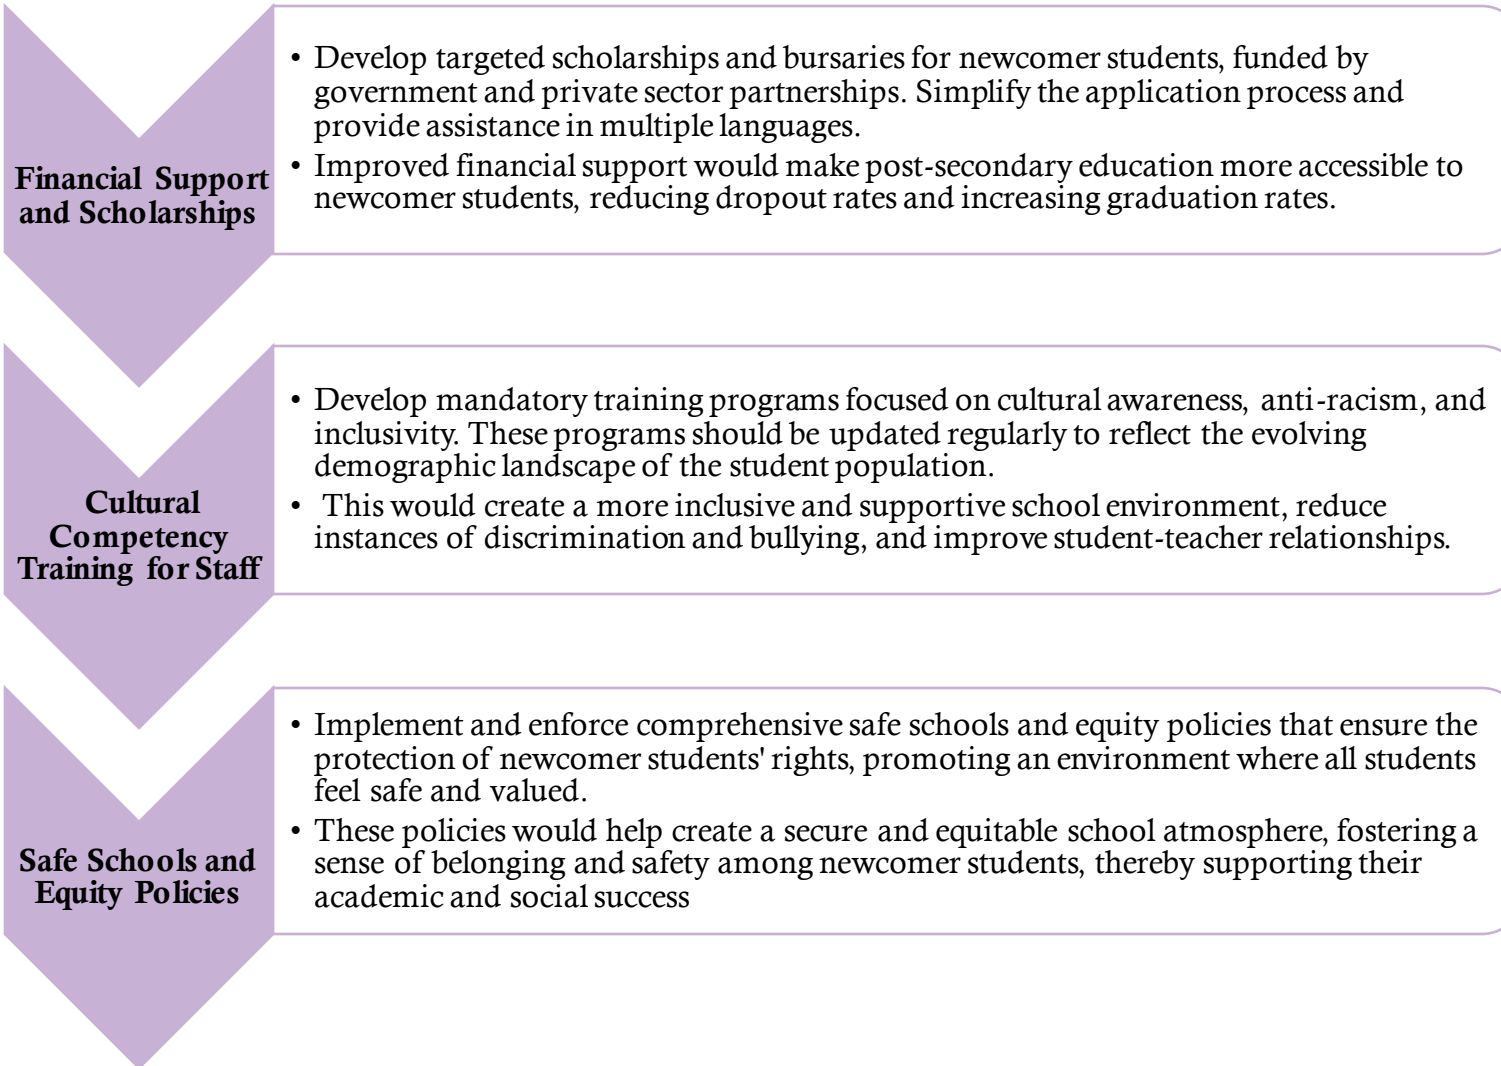 Financial Support
and Scholarships
• Develop targeted scholarships and bursaries for newcomer students, funded by
government and private sector partnerships. Simplify the application process and
provide assistance in multiple languages.
• Improved financial support would make post-secondary education more accessible to
newcomer students, reducing dropout rates and increasing graduation rates.
Cultural
Competency
Training for Staff
• Develop mandatory training programs focused on cultural awareness, anti-racism, and
inclusivity. These programs should be updated regularly to reflect the evolving
demographic landscape of the student population.
• This would create a more inclusive and supportive school environment, reduce
instances of discrimination and bullying, and improve student-teacher relationships.
Safe Schools and
Equity Policies
• Implement and enforce comprehensive safe schools and equity policies that ensure the
protection of newcomer students' rights, promoting an environment where all students
feel safe and valued.
• These policies would help create a secure and equitable school atmosphere, fostering a
sense of belonging and safety among newcomer students, thereby supporting their
academic and social success